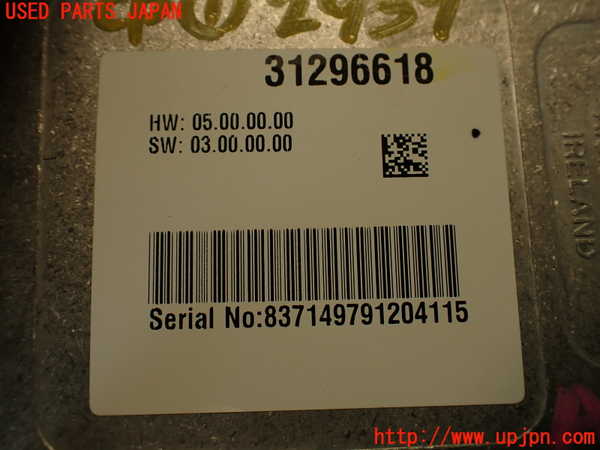 USED PARTS JAPAN
31296618
HW: 05.00.00.00
SW: 03.00.00.00
IRELAND
Serial No:837149791204115
http://www.upjpn.com/